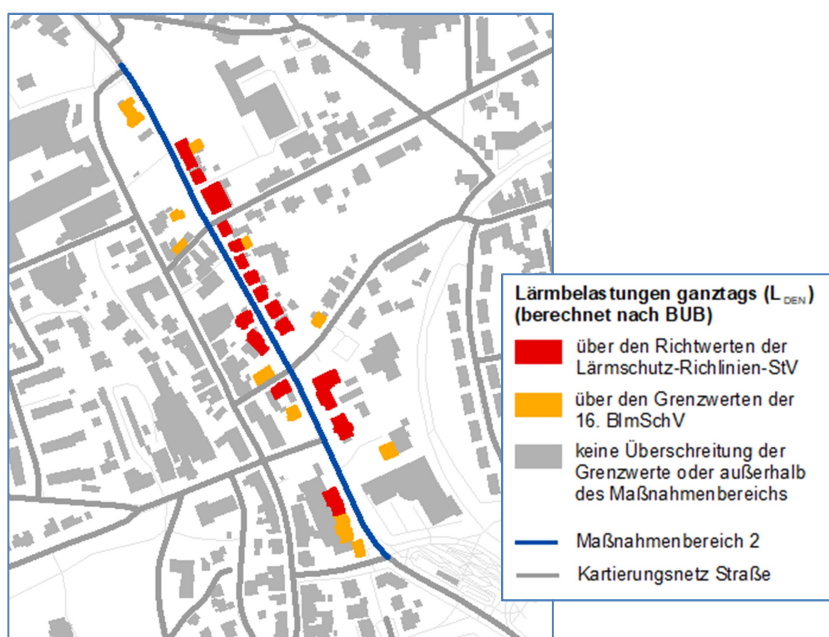 Lärmbelastungen ganztags (L DEN)
(berechnet nach BUB)
über den Richtwerten der
Lärmschutz-Richlinien-StV
über den Grenzwerten der
16. BImSchV
keine Überschreitung der
Grenzwerte oder außerhalb
des Maßnahmenbereichs
Maßnahmenbereich 2
Kartierungsnetz Straße